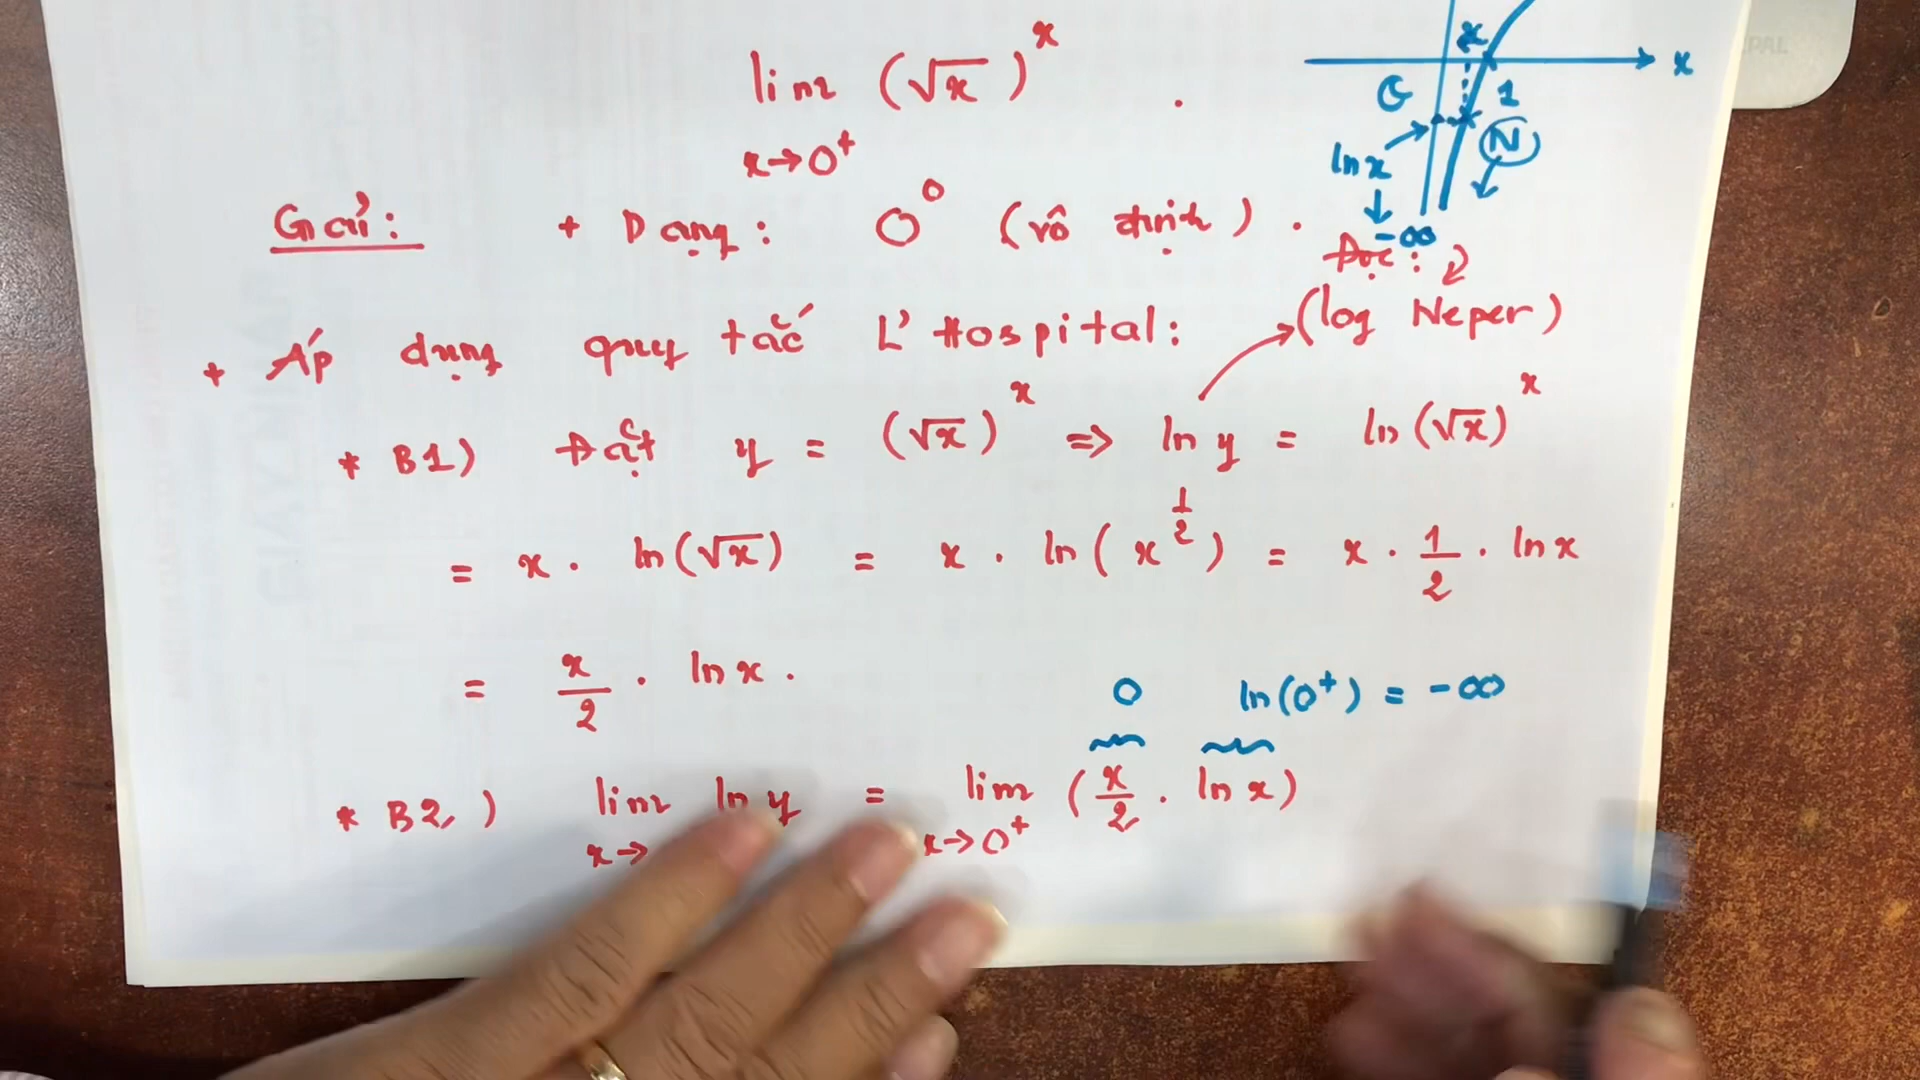 lim (√x)^x .
x→0⁺
x
x
G
1
N
ln x
↓
-∞
Giải: + Dạng: 0^0 (vô định) .
Đọc:
(log Neper)
+ Áp dụng quy tắc L'Hospital:
* B1) Đặt y = (√x)^x ⇒ ln y = ln(√x)^x
= x . ln(√x) = x . ln(x^{1/2}) = x . 1/2 . ln x
= x/2 . ln x .
0 ln(0⁺) = -∞
* B2) lim ln y = lim (x/2 . ln x)
x→ x→0⁺